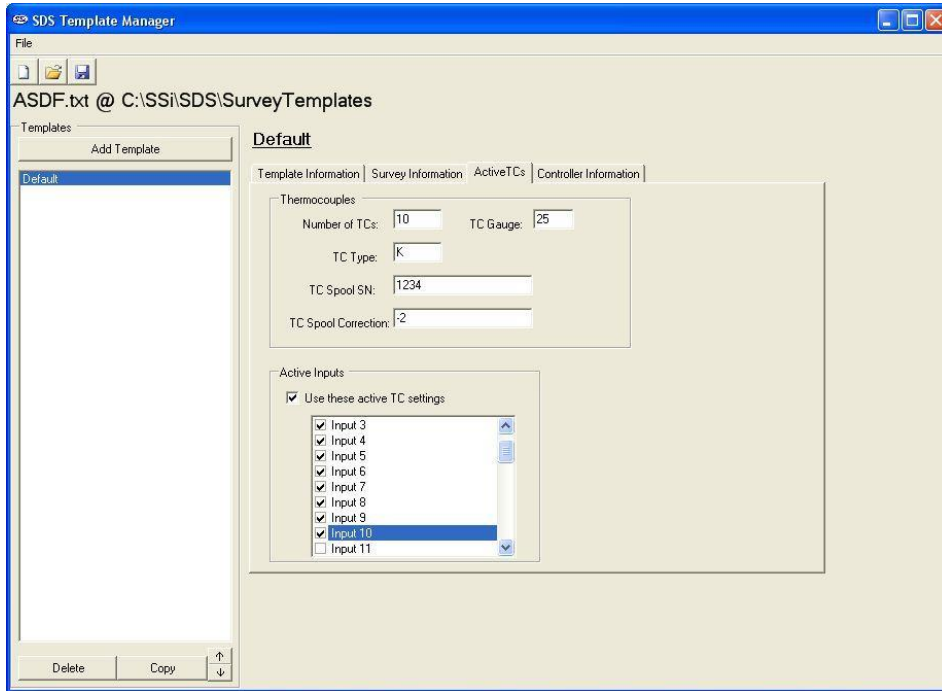 SDS Template Manager
File
ASDF.txt @ C:\SSi\SDS\SurveyTemplates
Templates
Add Template
Default
Delete
Copy
Default
Template Information
Survey Information
ActiveTCs
Controller Information
Thermocouples
Number of TCs: 10
TC Gauge: 25
TC Type: K
TC Spool SN: 1234
TC Spool Correction: -2
Active Inputs
Use these active TC settings
Input 3
Input 4
Input 5
Input 6
Input 7
Input 8
Input 9
Input 10
Input 11